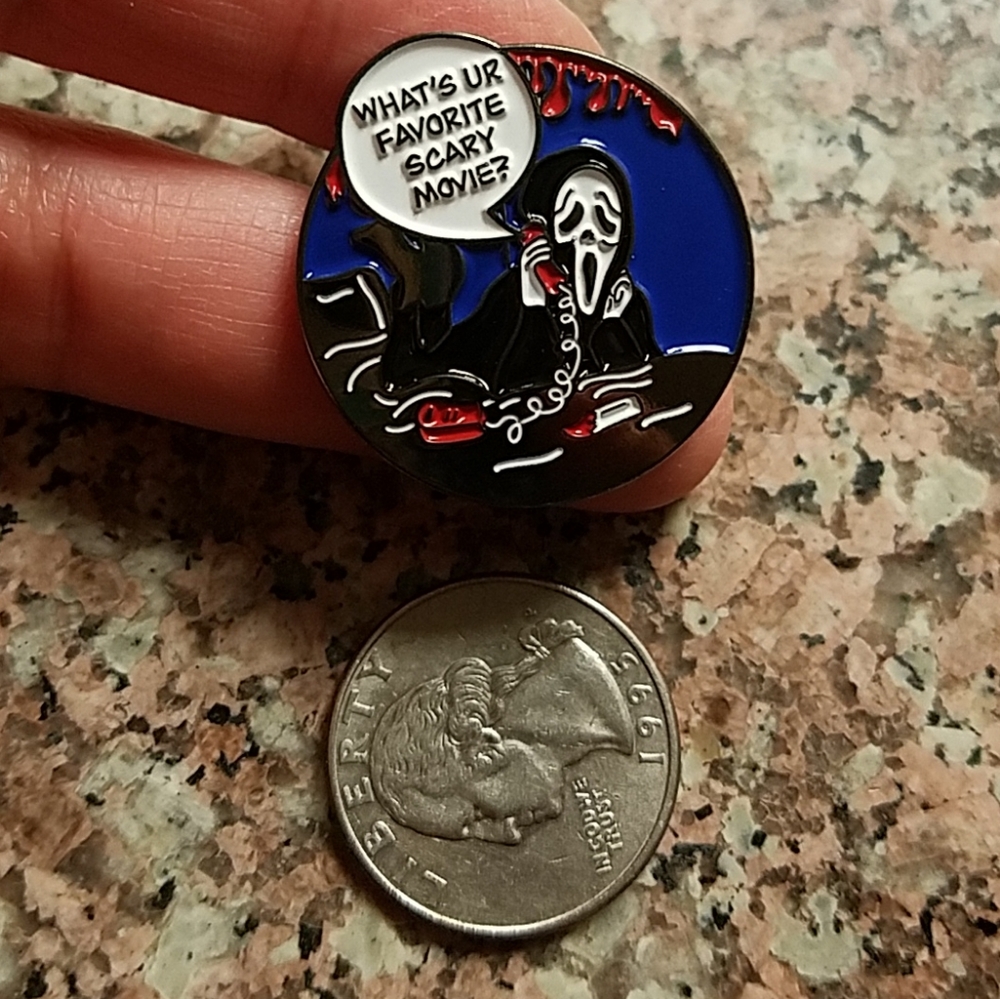 WHAT'S UR
FAVORITE
SCARY
MOVIE?
LIBERTY
IN GOD WE
TRUST
1995